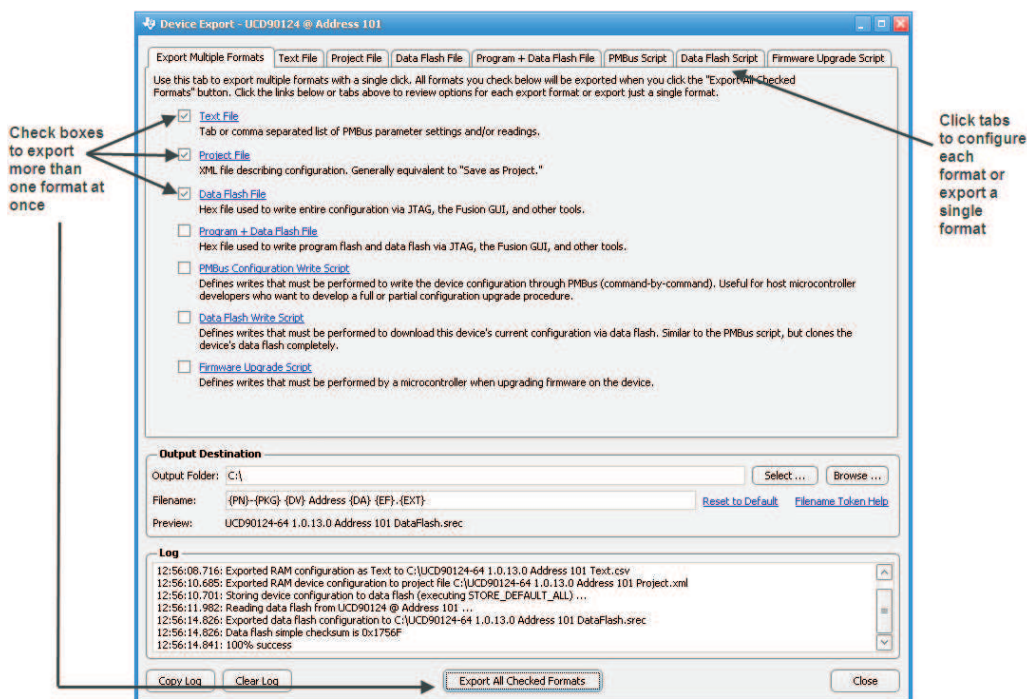 Device Export - UCD90124 @ Address 101
Export Multiple Formats
Text File
Project File
Data Flash File
Program + Data Flash File
PMBus Script
Data Flash Script
Firmware Upgrade Script
Use this tab to export multiple formats with a single click. All formats you check below will be exported when you click the "Export All Checked
Formats" button. Click the links below or tabs above to review options for each export format or export just a single format.
Check boxes
to export
more than
one format at
once
Text File
Tab or comma separated list of PMBus parameter settings and/or readings.
Project File
XML file describing configuration. Generally equivalent to "Save as Project."
Data Flash File
Hex file used to write entire configuration via JTAG, the Fusion GUI, and other tools.
Program + Data Flash File
Hex file used to write program flash and data flash via JTAG, the Fusion GUI, and other tools.
PMBus Configuration Write Script
Defines writes that must be performed to write the device configuration through PMBus (command-by-command). Useful for host microcontroller
developers who want to develop a full or partial configuration upgrade procedure.
Data Flash Write Script
Defines writes that must be performed to download this device's current configuration via data flash. Similar to the PMBus script, but clones the
device's data flash completely.
Firmware Upgrade Script
Defines writes that must be performed by a microcontroller when upgrading firmware on the device.
Click tabs
to configure
each
format or
export a
single
format
Output Destination
Output Folder: C:\
Select ...
Browse ...
Filename: {PN}-{PKG} {DV} Address {DA} {EF}.{EXT}
Reset to Default
Filename Token Help
Preview: UCD90124-64 1.0.13.0 Address 101 DataFlash.srec
Log
12:56:08.716: Exported RAM configuration as Text to C:\UCD90124-64 1.0.13.0 Address 101 Text.csv
12:56:10.685: Exported RAM device configuration to project file C:\UCD90124-64 1.0.13.0 Address 101 Project.xml
12:56:10.701: Storing device configuration to data flash (executing STORE_DEFAULT_ALL) ...
12:56:11.982: Reading data flash from UCD90124 @ Address 101 ...
12:56:14.826: Exported data flash configuration to C:\UCD90124-64 1.0.13.0 Address 101 DataFlash.srec
12:56:14.826: Data flash simple checksum is 0x1756F
12:56:14.841: 100% success
Copy Log
Clear Log
Export All Checked Formats
Close